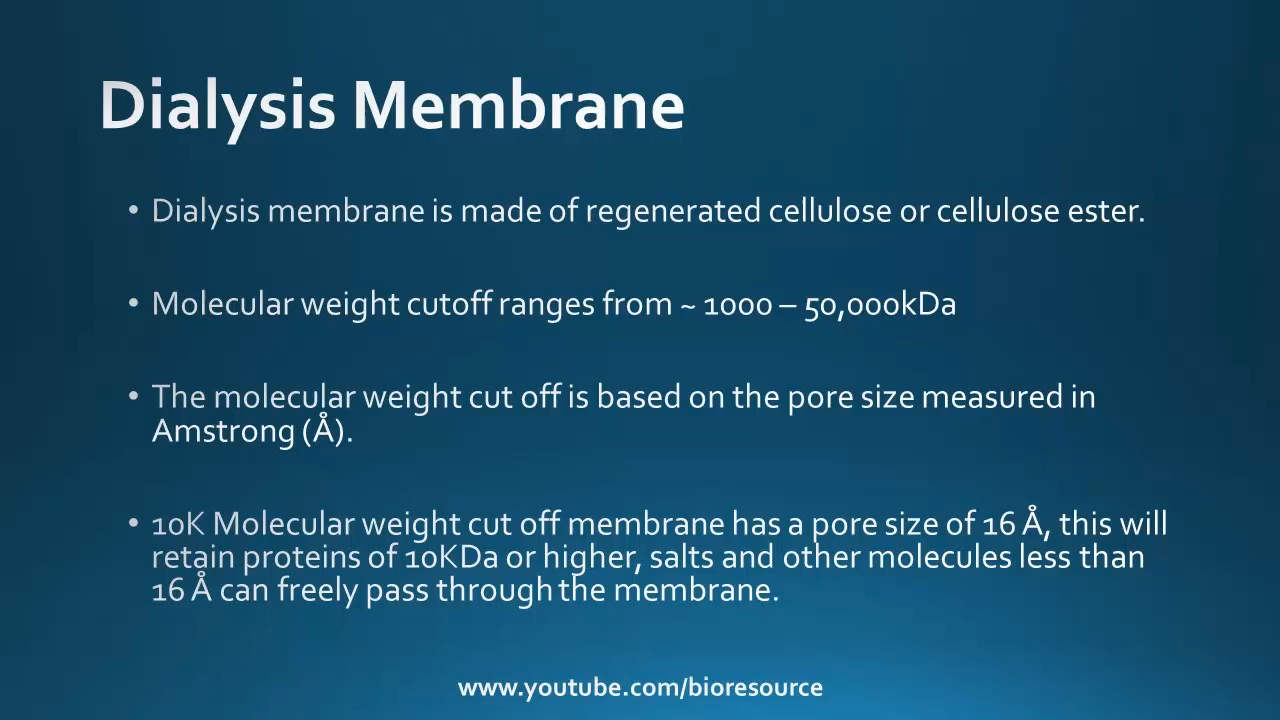 Dialysis Membrane
• Dialysis membrane is made of regenerated cellulose or cellulose ester.
• Molecular weight cutoff ranges from ~ 1000 – 50,000kDa
• The molecular weight cut off is based on the pore size measured in
Amstrong (Å).
• 10K Molecular weight cut off membrane has a pore size of 16 Å, this will
retain proteins of 10KDa or higher, salts and other molecules less than
16 Å can freely pass through the membrane.
www.youtube.com/bioresource